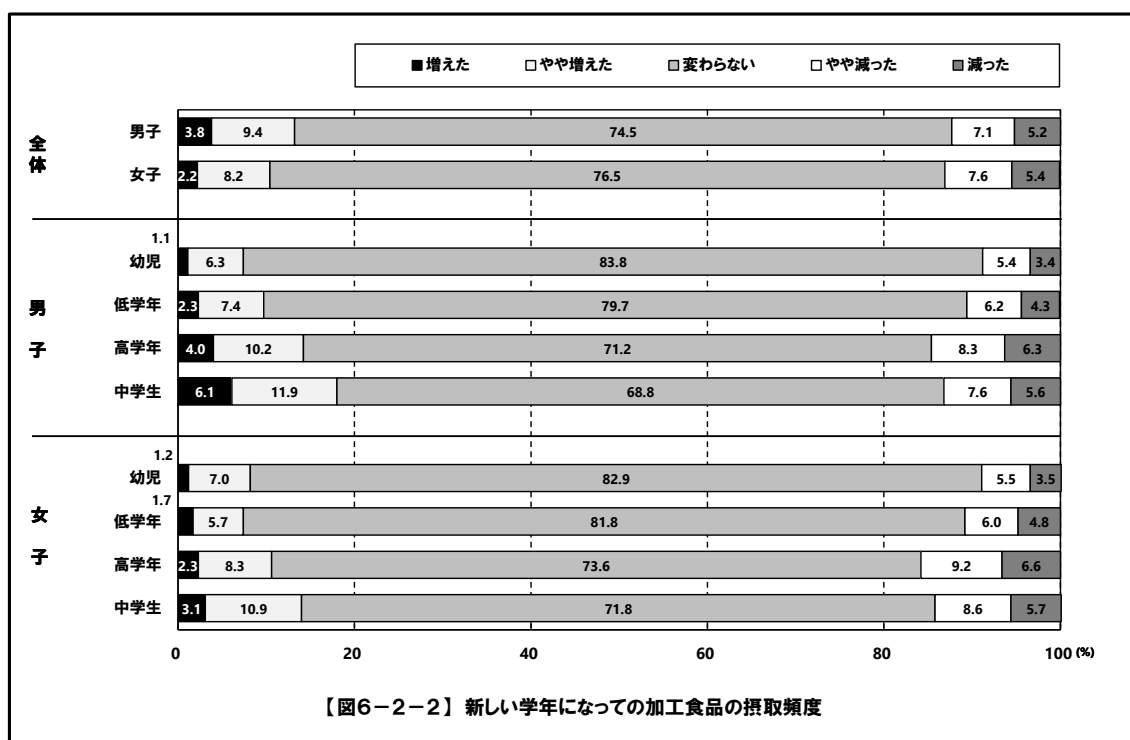 ■増えた □やや増えた ■変わらない □やや減った ■減った
全体
男子 3.8 9.4 74.5 7.1 5.2
女子 2.2 8.2 76.5 7.6 5.4
男子
1.1
幼児 6.3 83.8 5.4 3.4
低学年 2.3 7.4 79.7 6.2 4.3
高学年 4.0 10.2 71.2 8.3 6.3
中学生 6.1 11.9 68.8 7.6 5.6
女子
1.2
幼児 7.0 82.9 5.5 3.5
1.7
低学年 5.7 81.8 6.0 4.8
高学年 2.3 8.3 73.6 9.2 6.6
中学生 3.1 10.9 71.8 8.6 5.7
0 20 40 60 80 100 (%)
【図6－2－2】 新しい学年になっての加工食品の摂取頻度